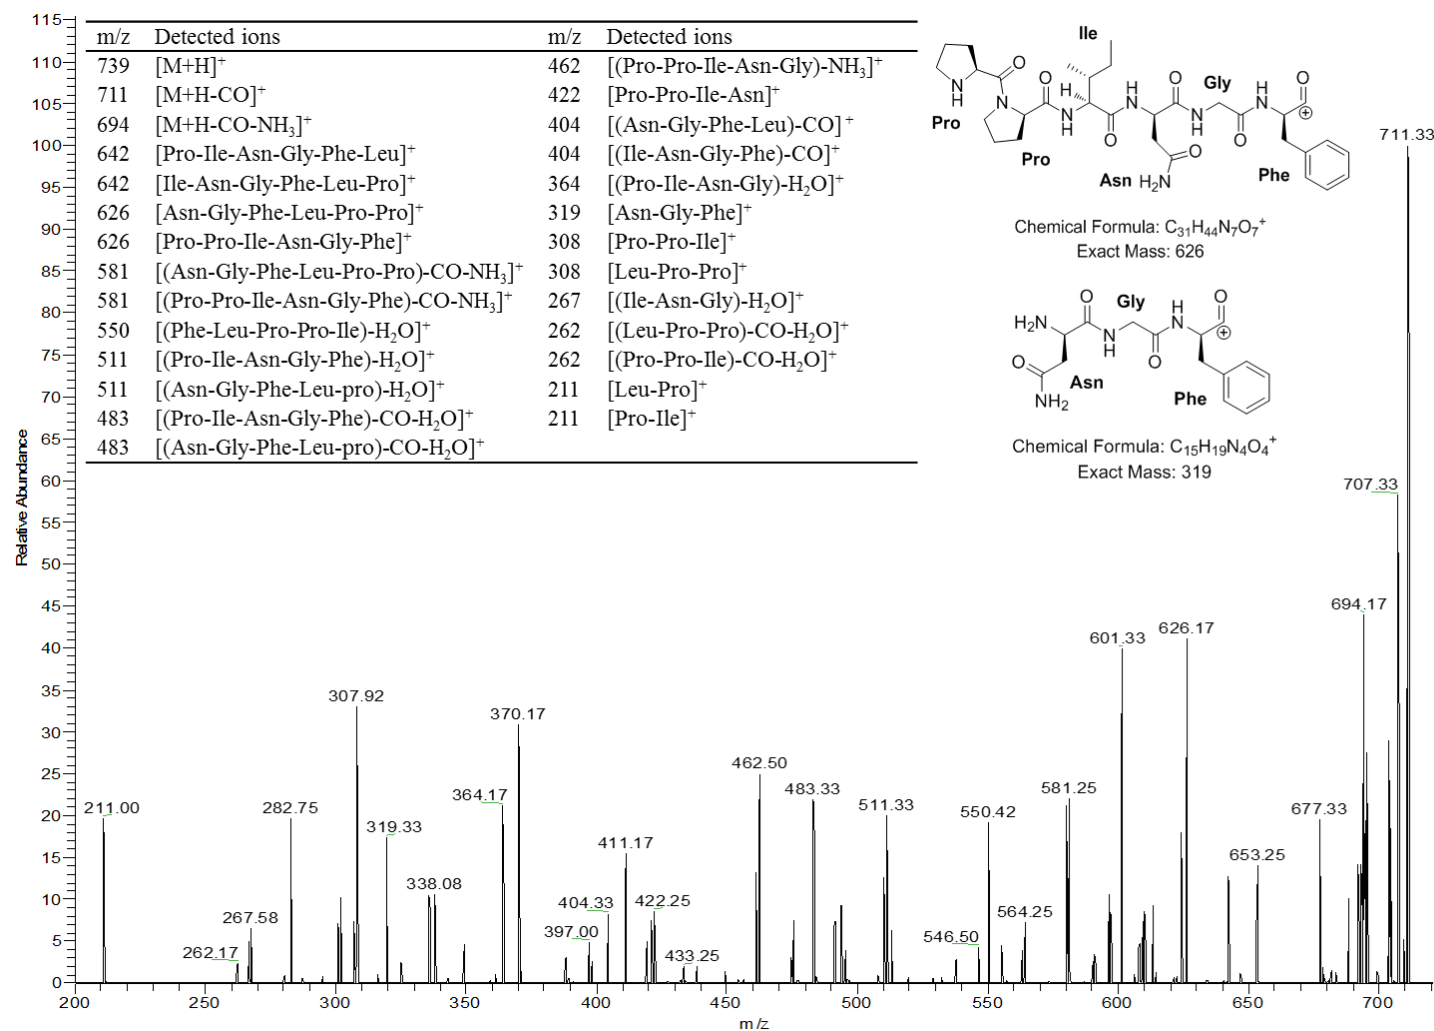 m/z Detected ions m/z Detected ions
739 [M+H]⁺ 462 [(Pro-Pro-Ile-Asn-Gly)-NH₃]⁺
711 [M+H-CO]⁺ 422 [Pro-Pro-Ile-Asn]⁺
694 [M+H-CO-NH₃]⁺ 404 [(Asn-Gly-Phe-Leu)-CO]⁺
642 [Pro-Ile-Asn-Gly-Phe-Leu]⁺ 404 [(Ile-Asn-Gly-Phe)-CO]⁺
642 [Ile-Asn-Gly-Phe-Leu-Pro]⁺ 364 [(Pro-Ile-Asn-Gly)-H₂O]⁺
626 [Asn-Gly-Phe-Leu-Pro-Pro]⁺ 319 [Asn-Gly-Phe]⁺
626 [Pro-Pro-Ile-Asn-Gly-Phe]⁺ 308 [Pro-Pro-Ile]⁺
581 [(Asn-Gly-Phe-Leu-Pro-Pro)-CO-NH₃]⁺ 308 [Leu-Pro-Pro]⁺
581 [(Pro-Pro-Ile-Asn-Gly-Phe)-CO-NH₃]⁺ 267 [(Ile-Asn-Gly)-H₂O]⁺
550 [(Phe-Leu-Pro-Pro-Ile)-H₂O]⁺ 262 [(Leu-Pro-Pro)-CO-H₂O]⁺
511 [(Pro-Ile-Asn-Gly-Phe)-H₂O]⁺ 262 [(Pro-Pro-Ile)-CO-H₂O]⁺
511 [(Asn-Gly-Phe-Leu-pro)-H₂O]⁺ 211 [Leu-Pro]⁺
483 [(Pro-Ile-Asn-Gly-Phe)-CO-H₂O]⁺ 211 [Pro-Ile]⁺
483 [(Asn-Gly-Phe-Leu-pro)-CO-H₂O]⁺
Ile
O
O
O
H
N
O
Gly
H
N
O
N
H
N
H
N
H
O
N
H
O
Pro
Pro
O
Asn H₂N
Phe
Chemical Formula: C₃₁H₄₄N₇O₇⁺
Exact Mass: 626
O
Gly
H
N
O
H₂N
N
H
O
O
Asn
NH₂
Phe
Chemical Formula: C₁₅H₁₉N₄O₄⁺
Exact Mass: 319
Relative Abundance
115
110
105
100
95
90
85
80
75
70
65
60
55
50
45
40
35
30
25
20
15
10
5
0
211.00
262.17
267.58
282.75
307.92
319.33
338.08
364.17
370.17
397.00
404.33
411.17
422.25
433.25
462.50
483.33
511.33
546.50
550.42
564.25
581.25
601.33
626.17
653.25
677.33
694.17
707.33
711.33
200 250 300 350 400 450 500 550 600 650 700
m/z